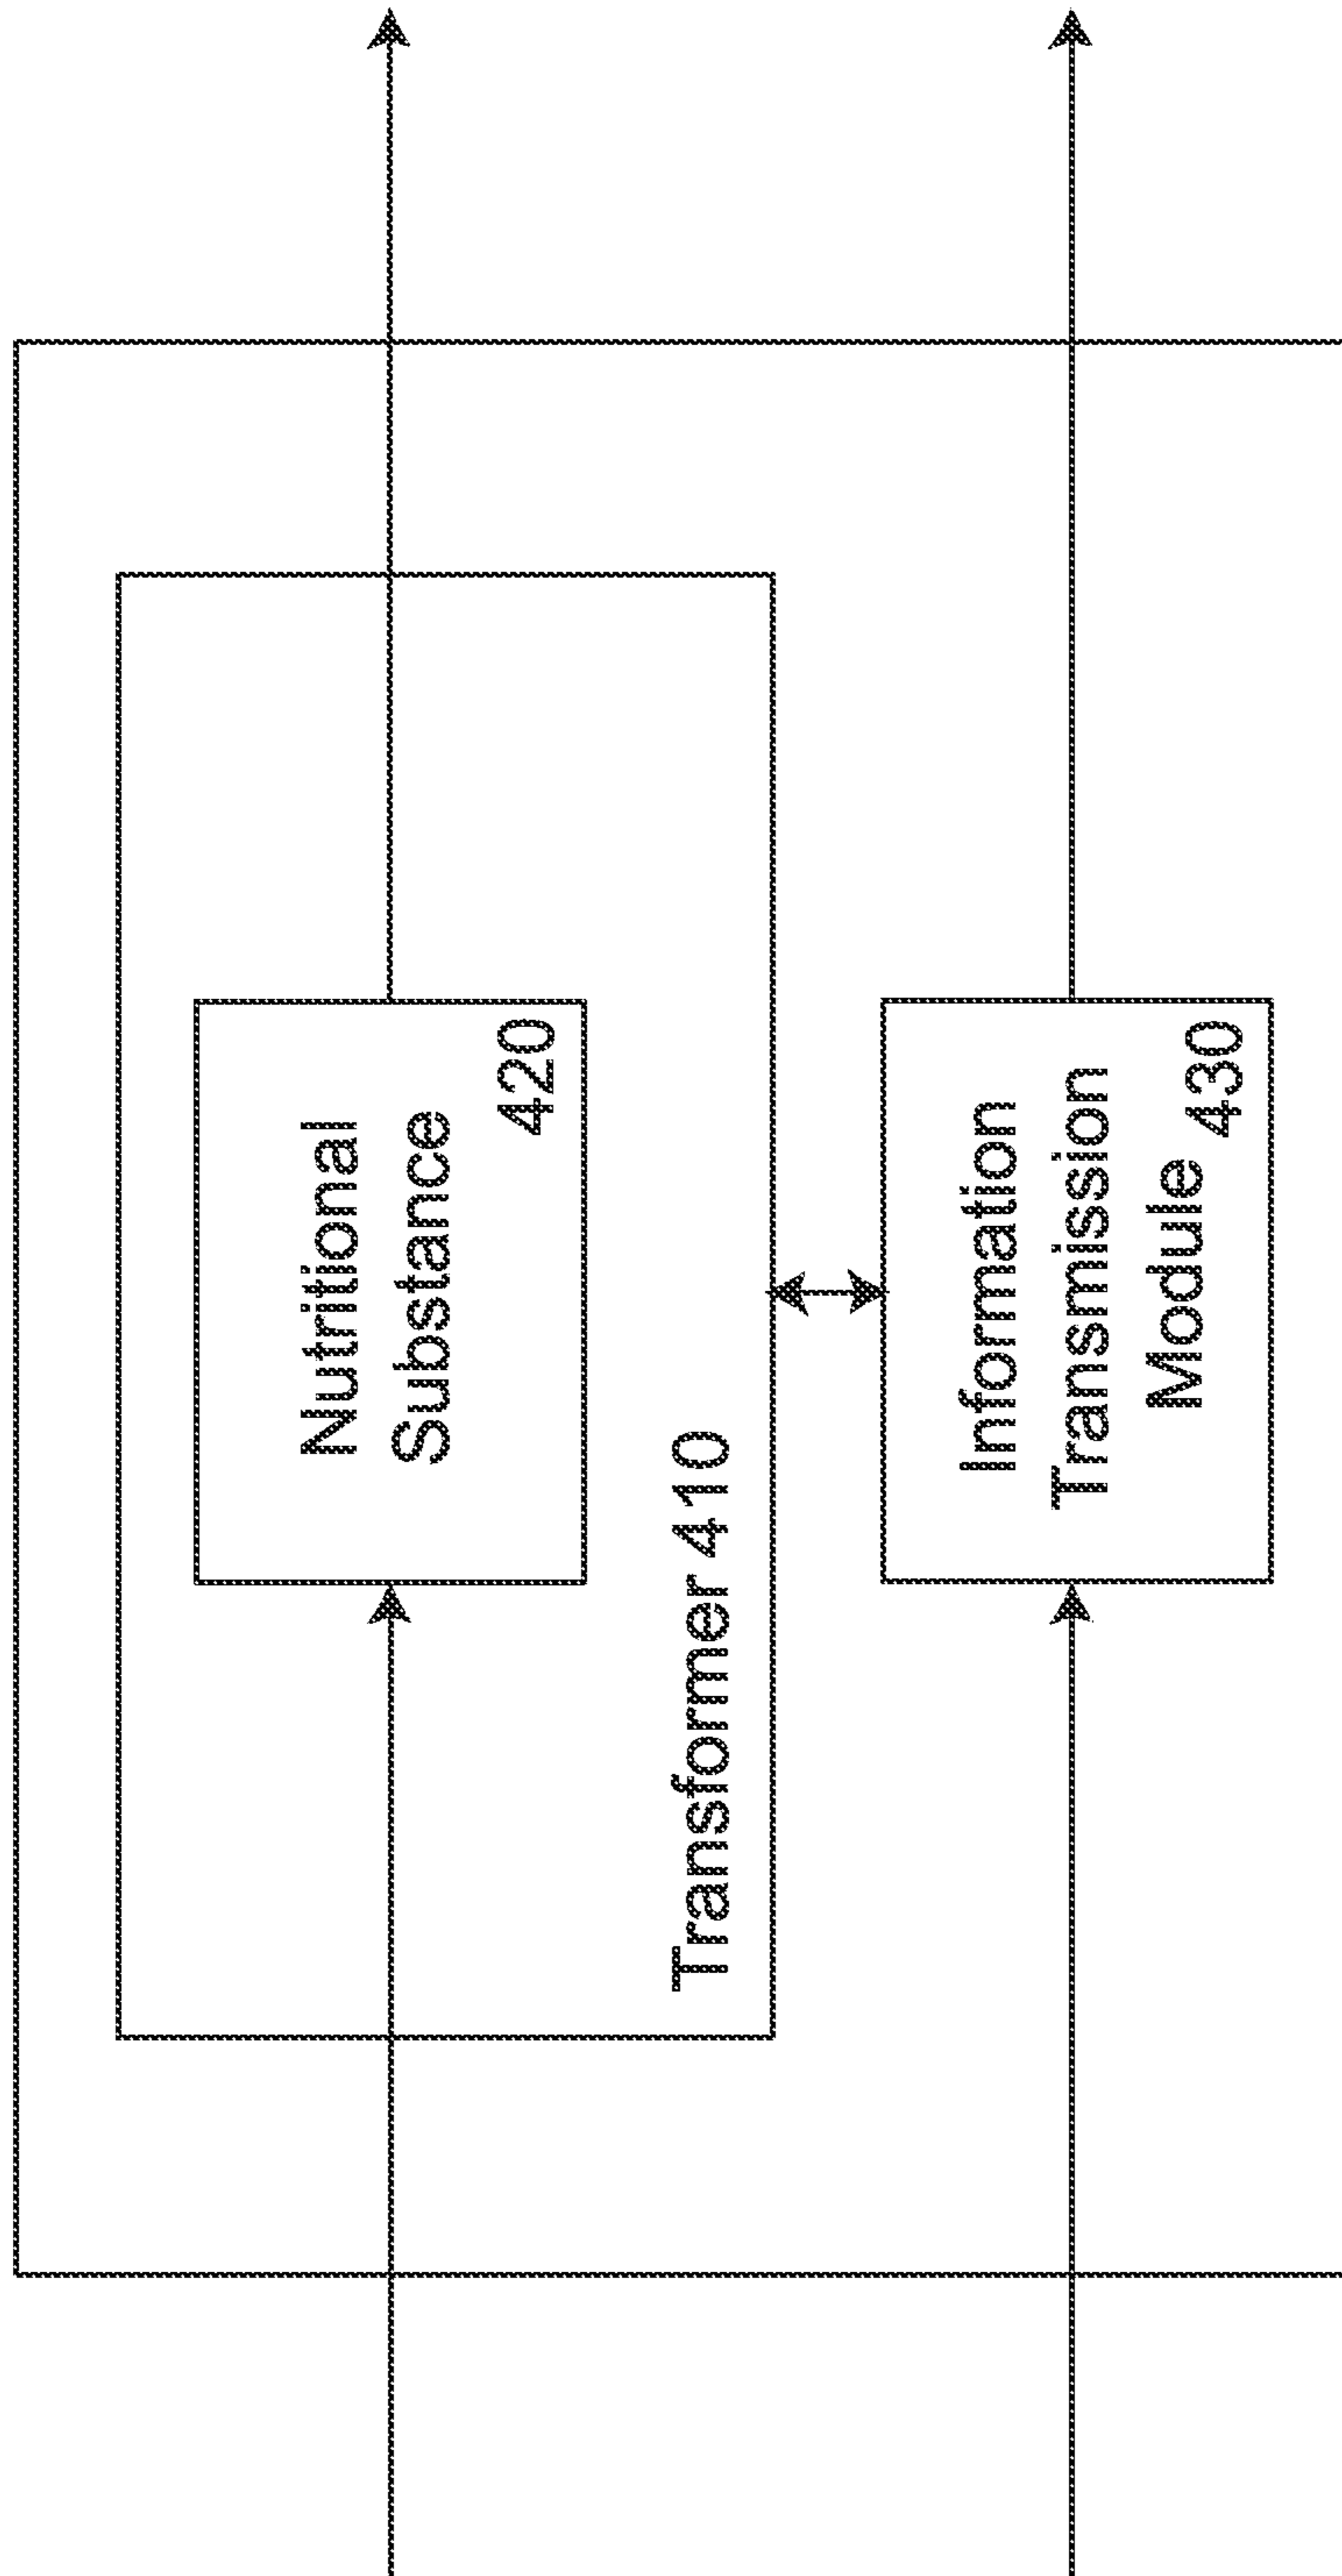 Nutritional
Substance
420
Transformer 410
Information
Transmission
Module 430